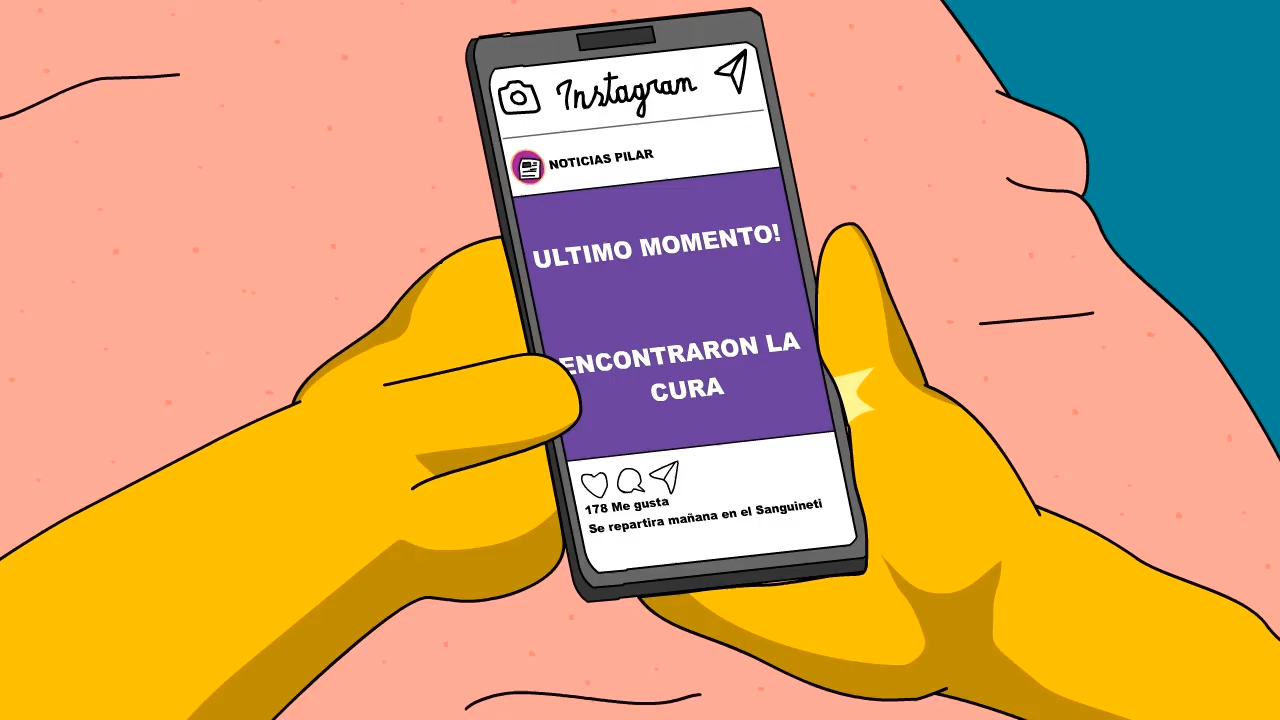 Instagram
NOTICIAS PILAR
ULTIMO MOMENTO!
ENCONTRARON LA
CURA
178 Me gusta
Se repartira mañana en el Sanguineti